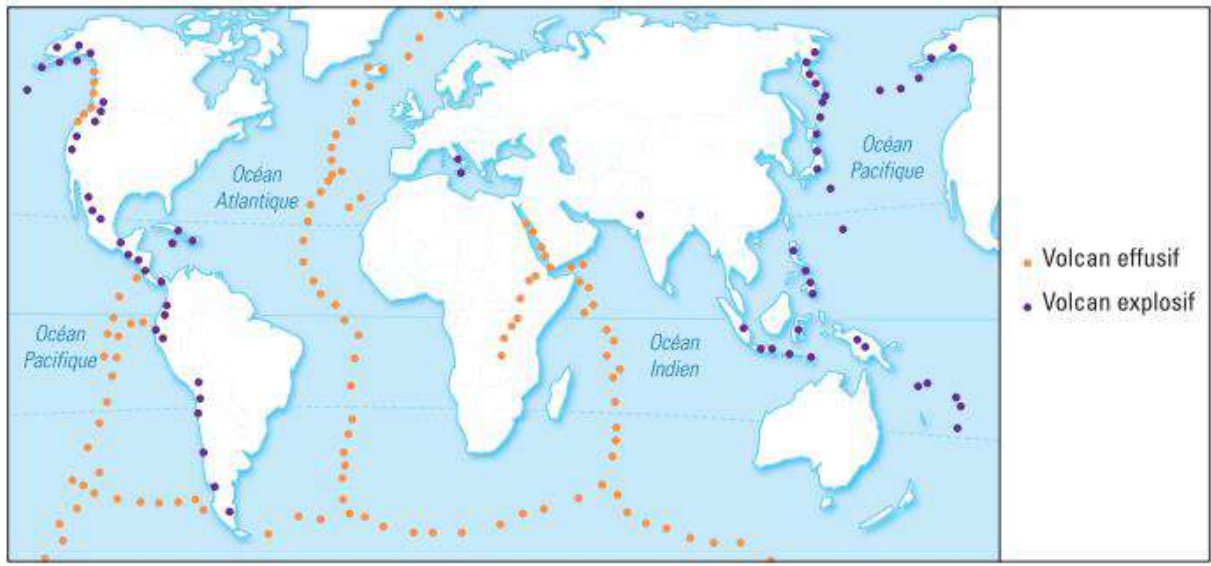 Océan
Atlantique
Océan
Pacifique
Océan
Pacifique
Océan
Indien
Volcan effusif
Volcan explosif